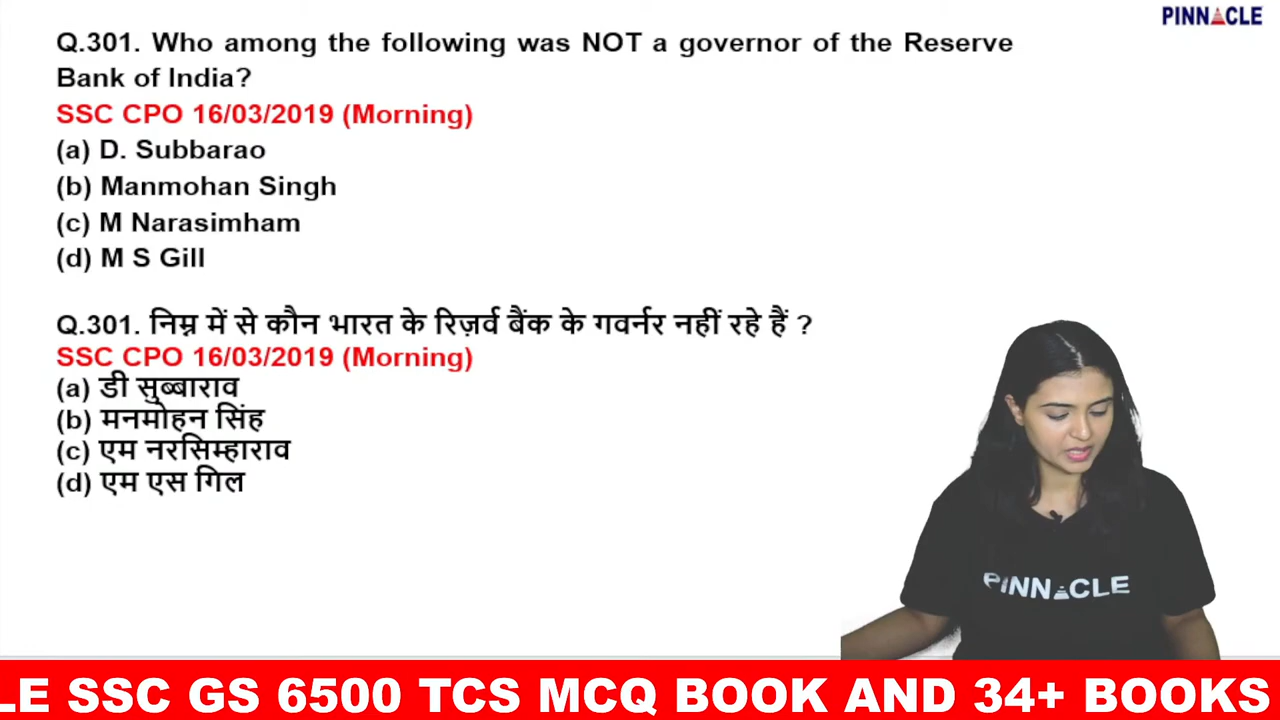 PINNACLE
Q.301. Who among the following was NOT a governor of the Reserve
Bank of India?
SSC CPO 16/03/2019 (Morning)
(a) D. Subbarao
(b) Manmohan Singh
(c) M Narasimham
(d) M S Gill
Q.301. निम्न में से कौन भारत के रिज़र्व बैंक के गवर्नर नहीं रहे हैं ?
SSC CPO 16/03/2019 (Morning)
(a) डी सुब्बाराव
(b) मनमोहन सिंह
(c) एम नरसिम्हाराव
(d) एम एस गिल
PINNACLE
LE SSC GS 6500 TCS MCQ BOOK AND 34+ BOOKS